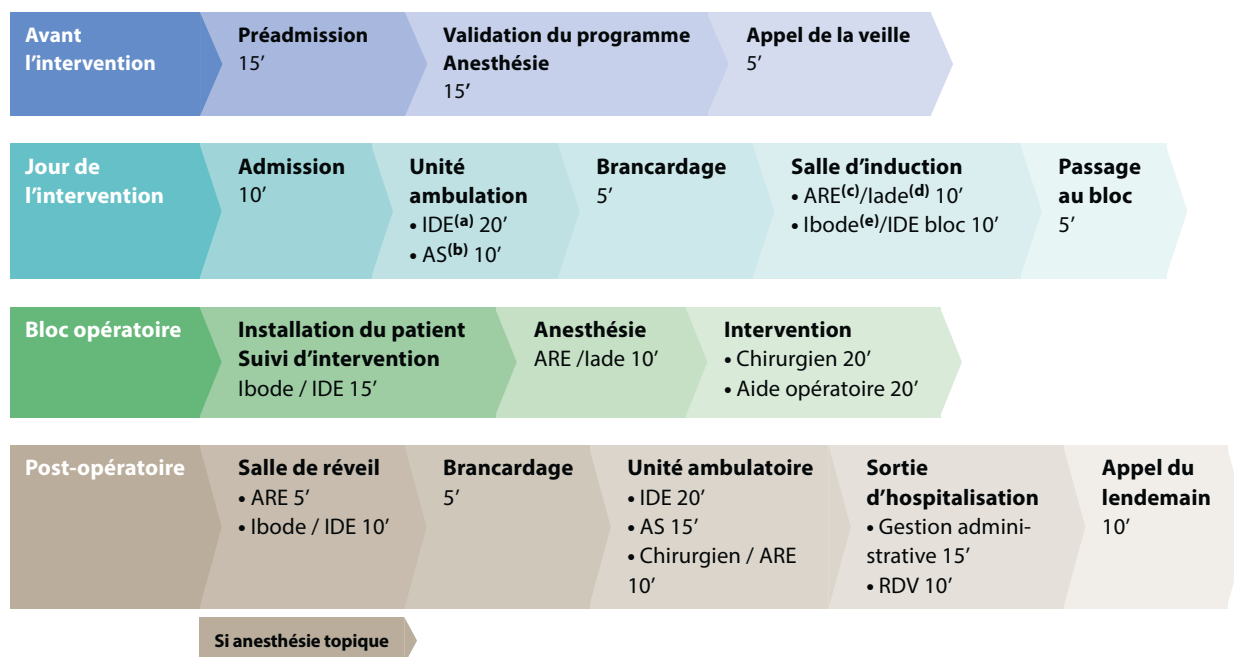 Avant
l’intervention
Préadmission
15’
Validation du programme
Anesthésie
15’
Appel de la veille
5’
Jour de
l’intervention
Admission
10’
Unité
ambulation
• IDE(a) 20’
• AS(b) 10’
Brancardage
5’
Salle d’induction
• ARE(c)/Iade(d) 10’
• Ibode(e)/IDE bloc 10’
Passage
au bloc
5’
Bloc opératoire
Installation du patient
Suivi d’intervention
Ibode / IDE 15’
Anesthésie
ARE /Iade 10’
Intervention
• Chirurgien 20’
• Aide opératoire 20’
Post-opératoire
Salle de réveil
• ARE 5’
• Ibode / IDE 10’
Brancardage
5’
Unité ambulatoire
• IDE 20’
• AS 15’
• Chirurgien / ARE
10’
Sortie
d’hospitalisation
• Gestion admini-
strative 15’
• RDV 10’
Appel du
lendemain
10’
Si anesthésie topique